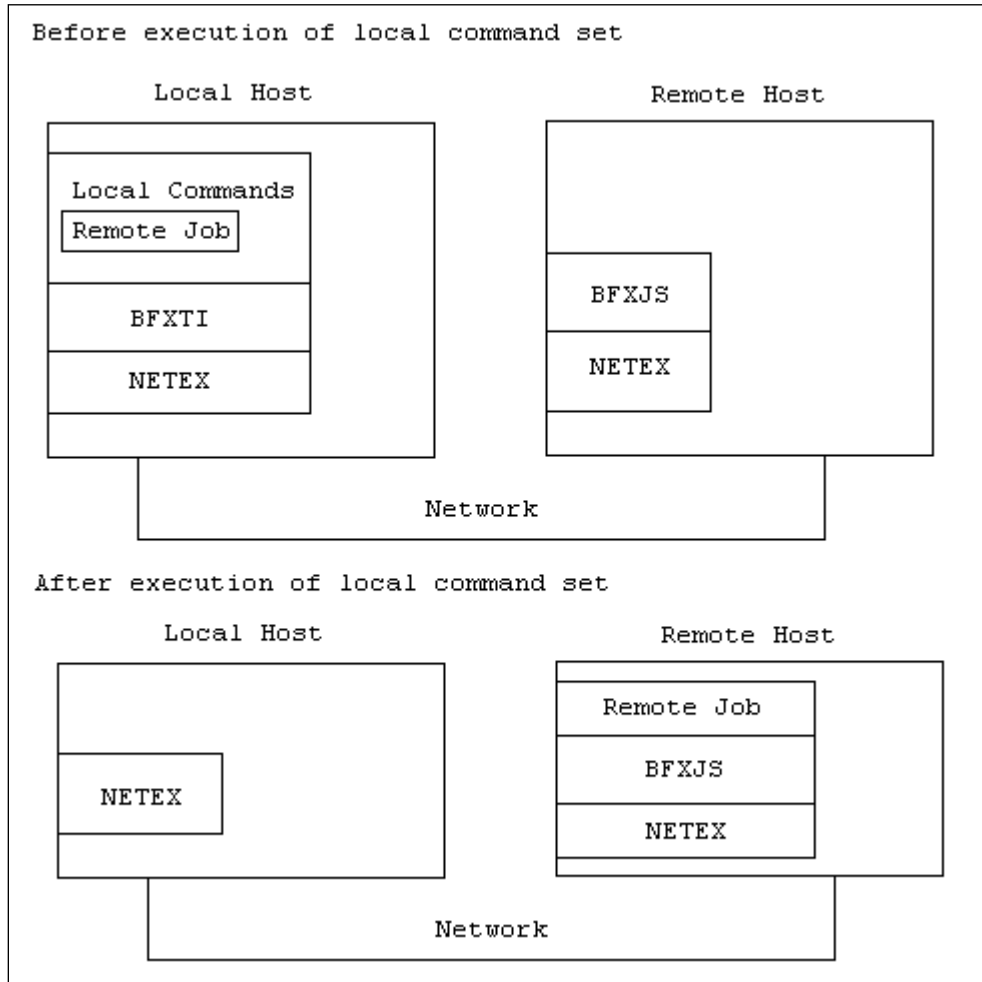 Before execution of local command set
Local Host
Remote Host
Local Commands
Remote Job
BFXTI
NETEX
BFXJS
NETEX
Network
After execution of local command set
Local Host
Remote Host
NETEX
Remote Job
BFXJS
NETEX
Network